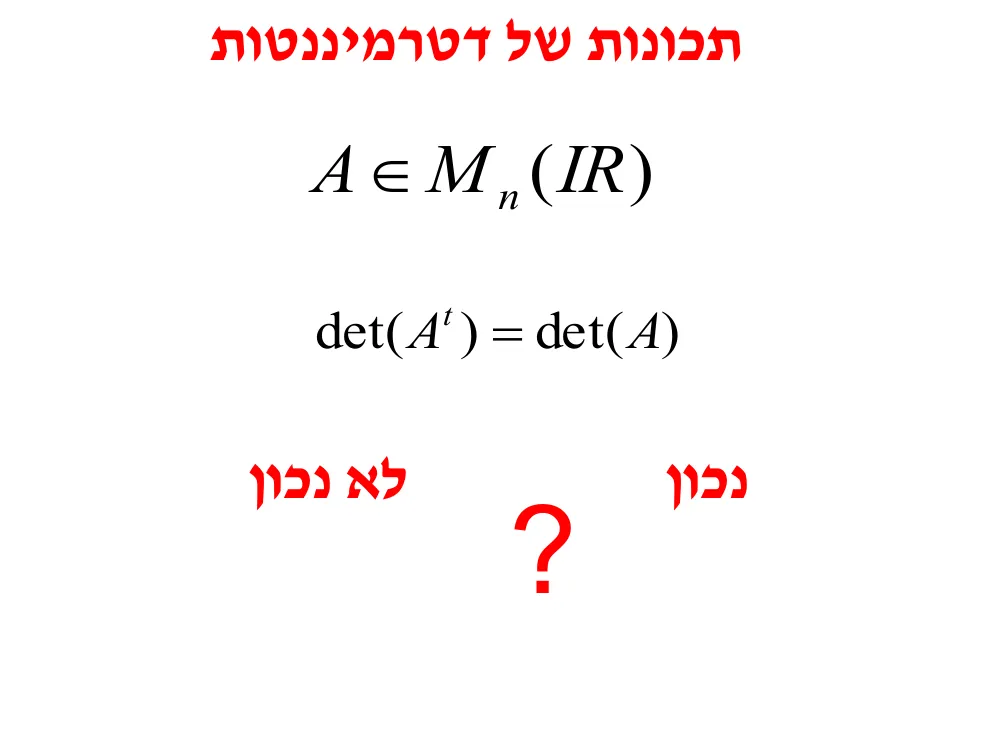 תכונות של דטרמיננטות
A ∈ M_n (IR)
det( A^t ) = det( A)
נכון ? לא נכון